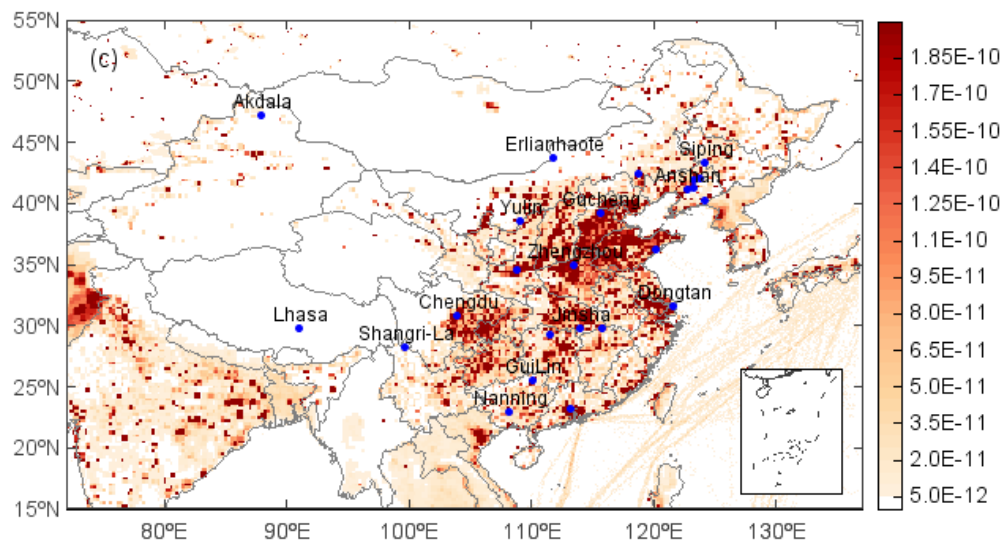 55ºN
50ºN
45ºN
40ºN
35ºN
30ºN
25ºN
20ºN
15ºN
(c)
Akdala
Erlianhaote
Siping
Anshan
Yulin
Gucheng
Zhengzhou
Chengdu
Dongtan
Lhasa
Jinsha
Shangri-La
GuiLin
Nanning
80ºE
90ºE
100ºE
110ºE
120ºE
130ºE
1.85E-10
1.7E-10
1.55E-10
1.40E-10
1.25E-10
1.1E-10
9.5E-11
8.0E-11
6.5E-11
5.0E-11
3.5E-11
2.0E-11
5.0E-12